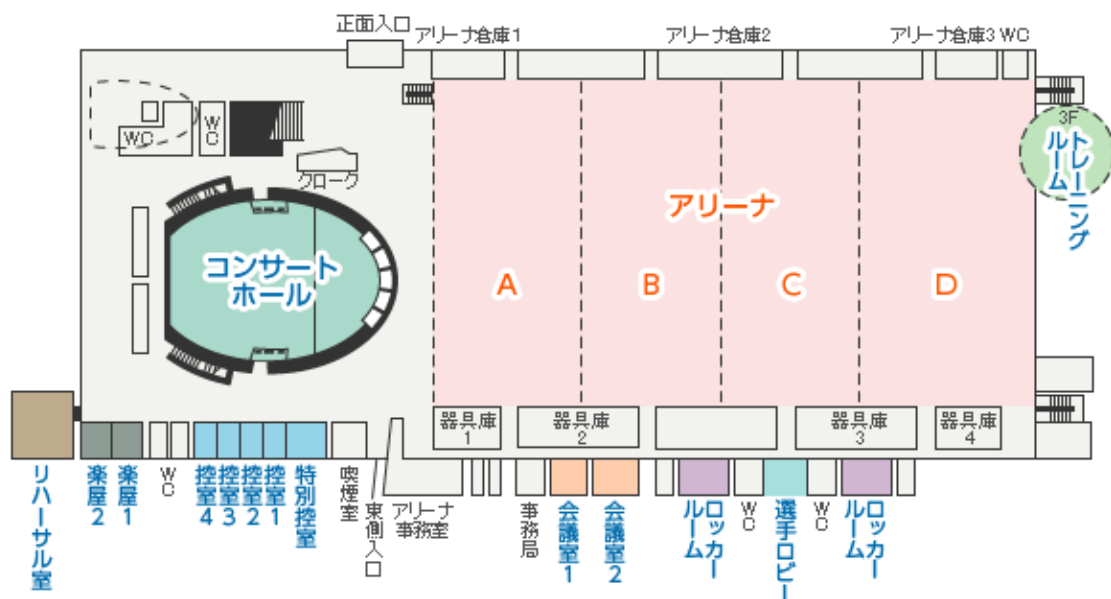 正面入口
アリーナ倉庫1
アリーナ倉庫2
アリーナ倉庫3 WC
WC
WC
クローク
3F
トレーニング
ルーム
アリーナ
コンサート
ホール
A
B
C
D
器具庫
1
器具庫
2
器具庫
3
器具庫
4
リハーサル室
楽屋2
楽屋1
WC
控室4
控室3
控室2
控室1
特別控室
喫煙室
東側入口
アリーナ
事務室
事務局
会議室1
会議室2
ロッカー
ルーム
WC
選手ロビー
WC
ロッカー
ルーム